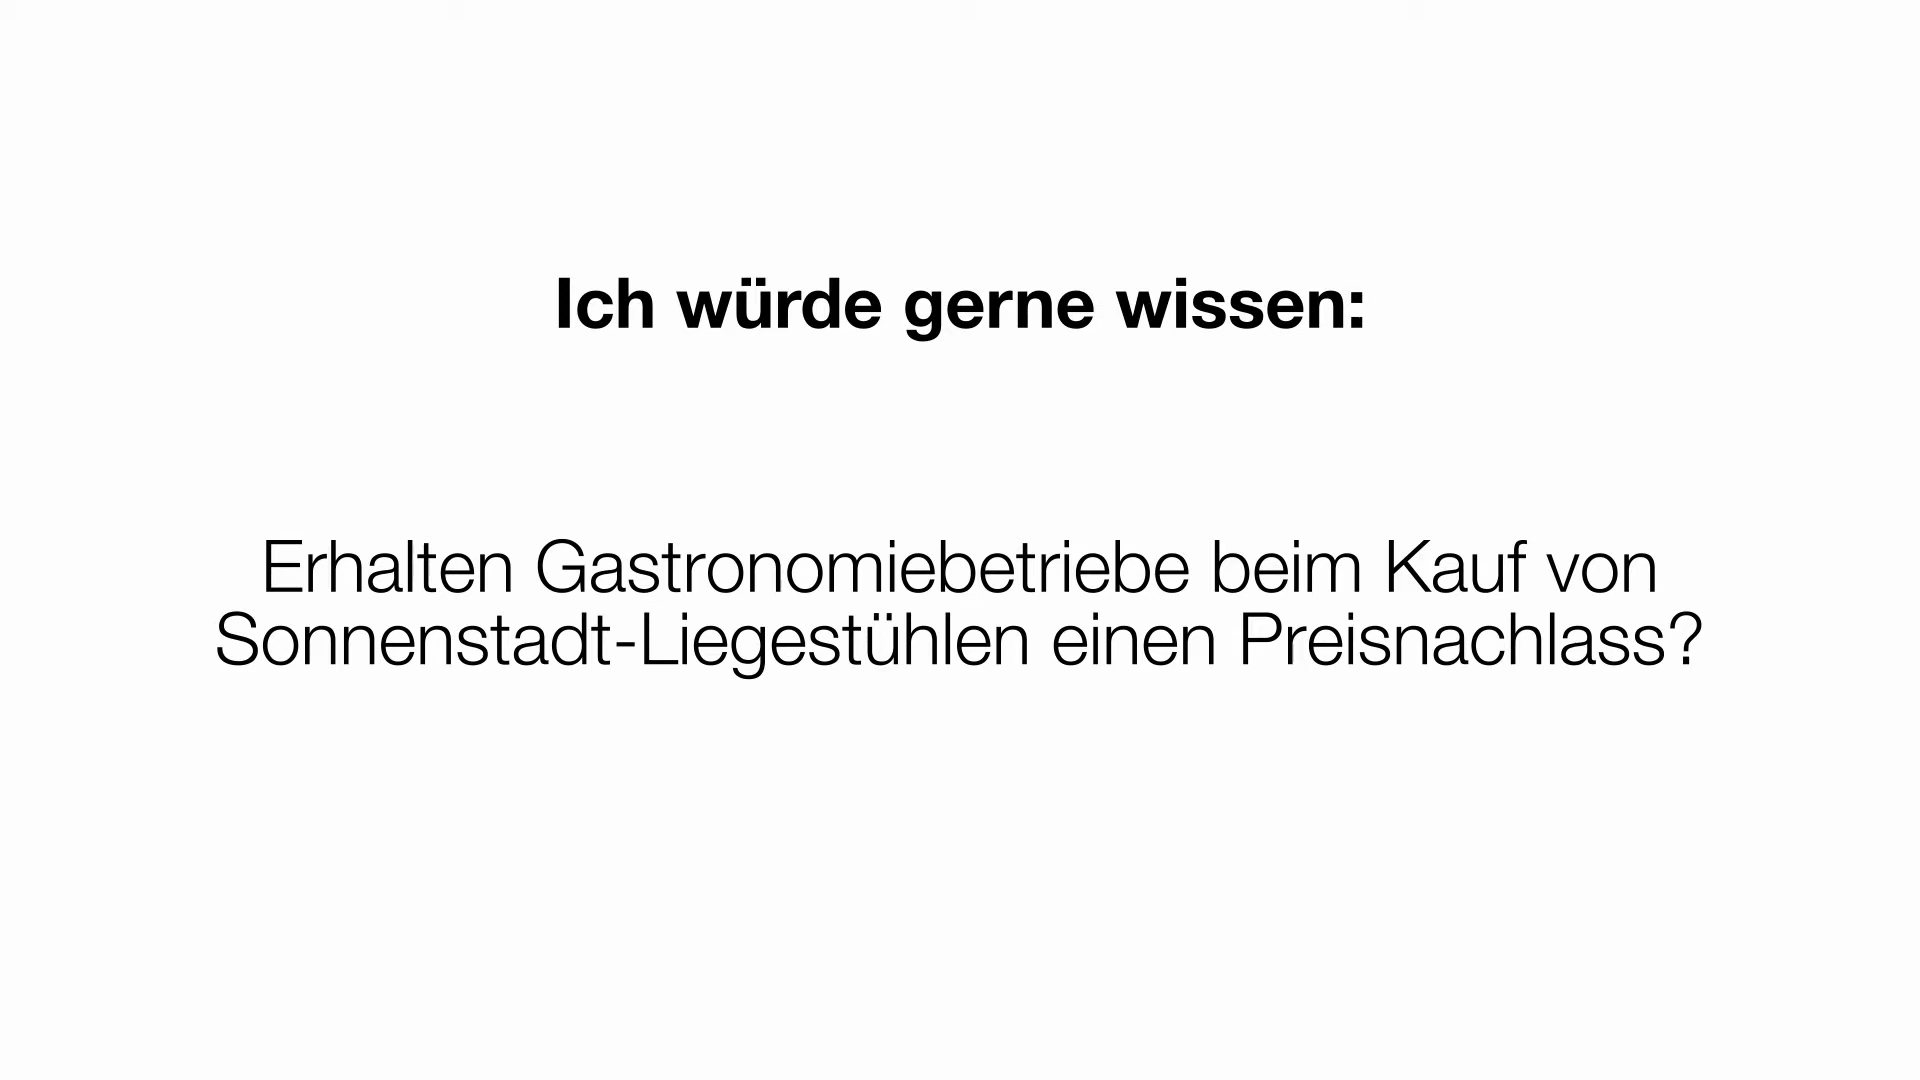 Ich würde gerne wissen:
Erhalten Gastronomiebetriebe beim Kauf von
Sonnenstadt-Liegestühlen einen Preisnachlass?